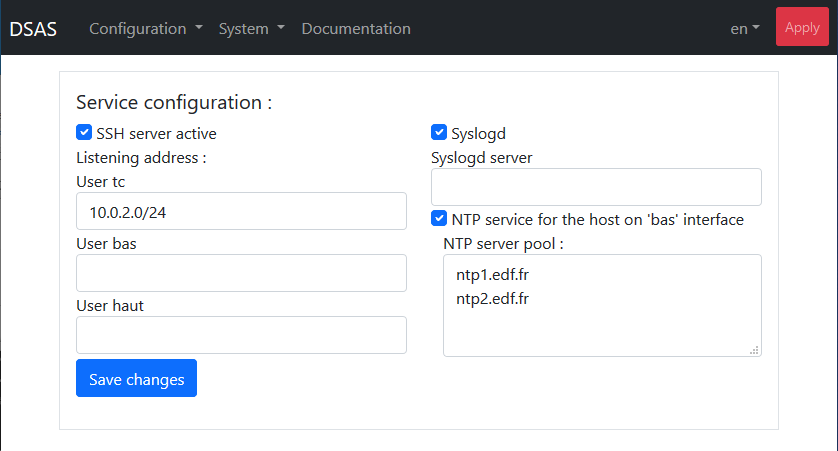 DSAS Configuration System Documentation en Apply
Service configuration :
SSH server active
Listening address :
User tc
10.0.2.0/24
User bas
User haut
Save changes
Syslogd
Syslogd server
NTP service for the host on 'bas' interface
NTP server pool :
ntp1.edf.fr
ntp2.edf.fr